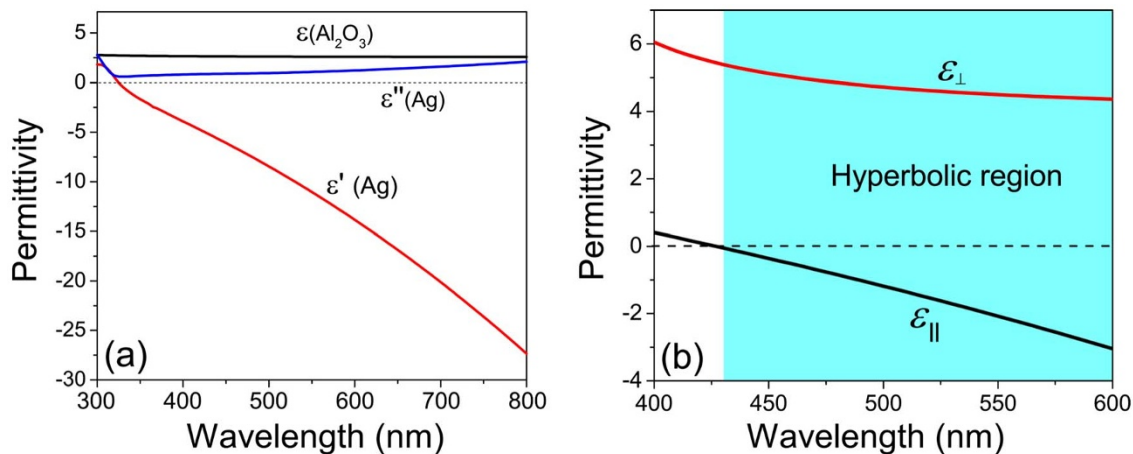 5
0
-5
-10
-15
-20
-25
-30
300
400
500
600
700
800
Permittivity
Wavelength (nm)
ε(Al₂O₃)
ε"(Ag)
ε' (Ag)
(a)
6
4
2
0
-2
-4
400
450
500
550
600
Permittivity
Wavelength (nm)
ε⊥
Hyperbolic region
ε||
(b)